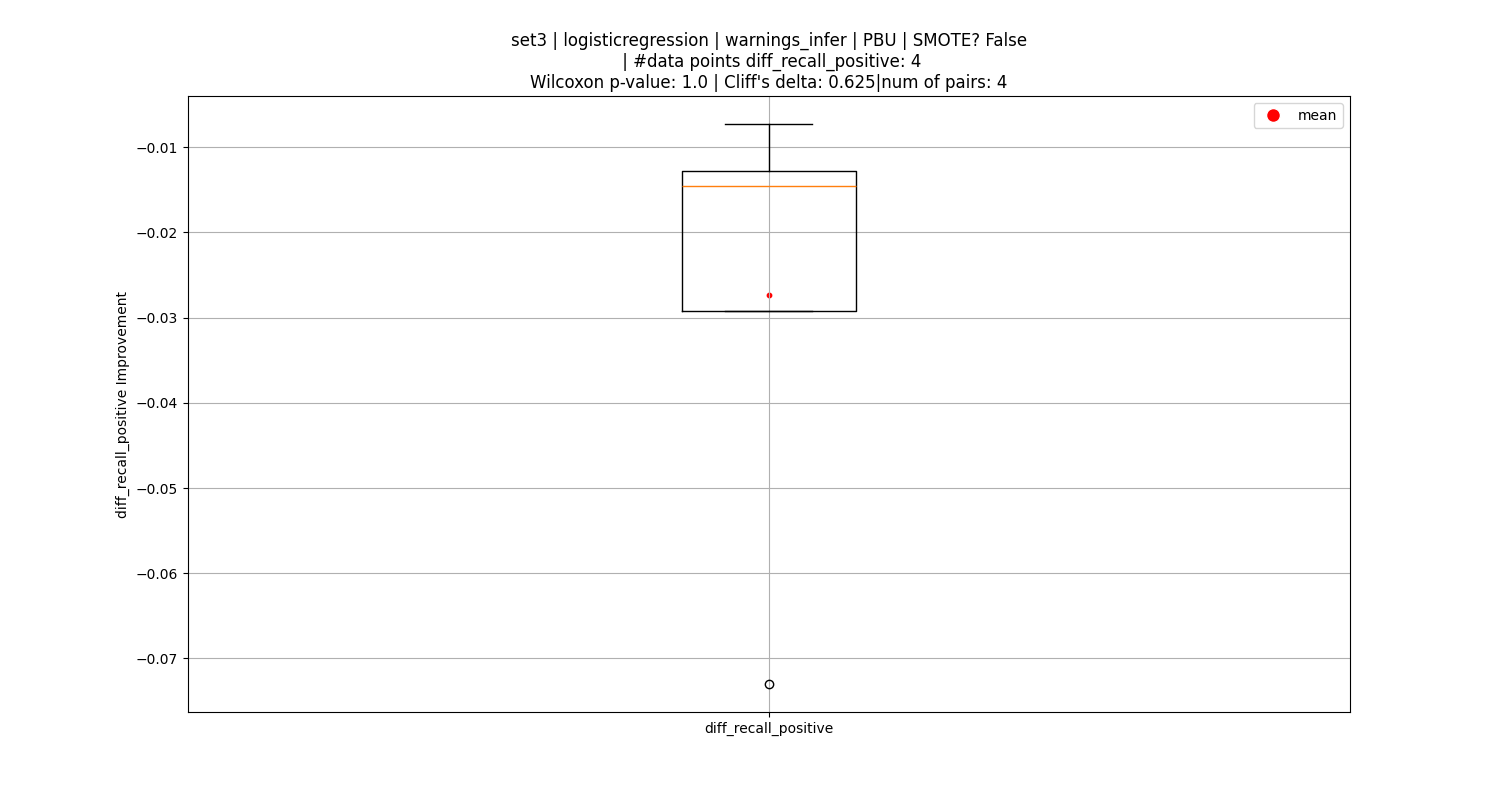 set3 | logisticregression | warnings_infer | PBU | SMOTE? False
| #data points diff_recall_positive: 4
Wilcoxon p-value: 1.0 | Cliff's delta: 0.625|num of pairs: 4
mean
−0.01
−0.02
−0.03
−0.04
−0.05
−0.06
−0.07
diff_recall_positive Improvement
diff_recall_positive